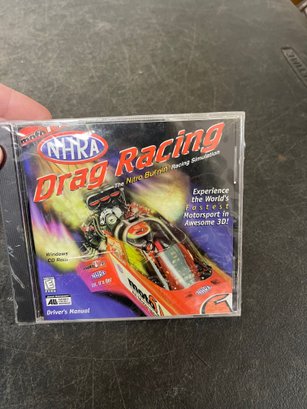 NHRA
Drag Racing
The Nitro Burnin' Racing Simulation
Experience
the World's
Fastest
Motorsport in
Awesome 3D!
Windows
CD Rom
Driver's Manual